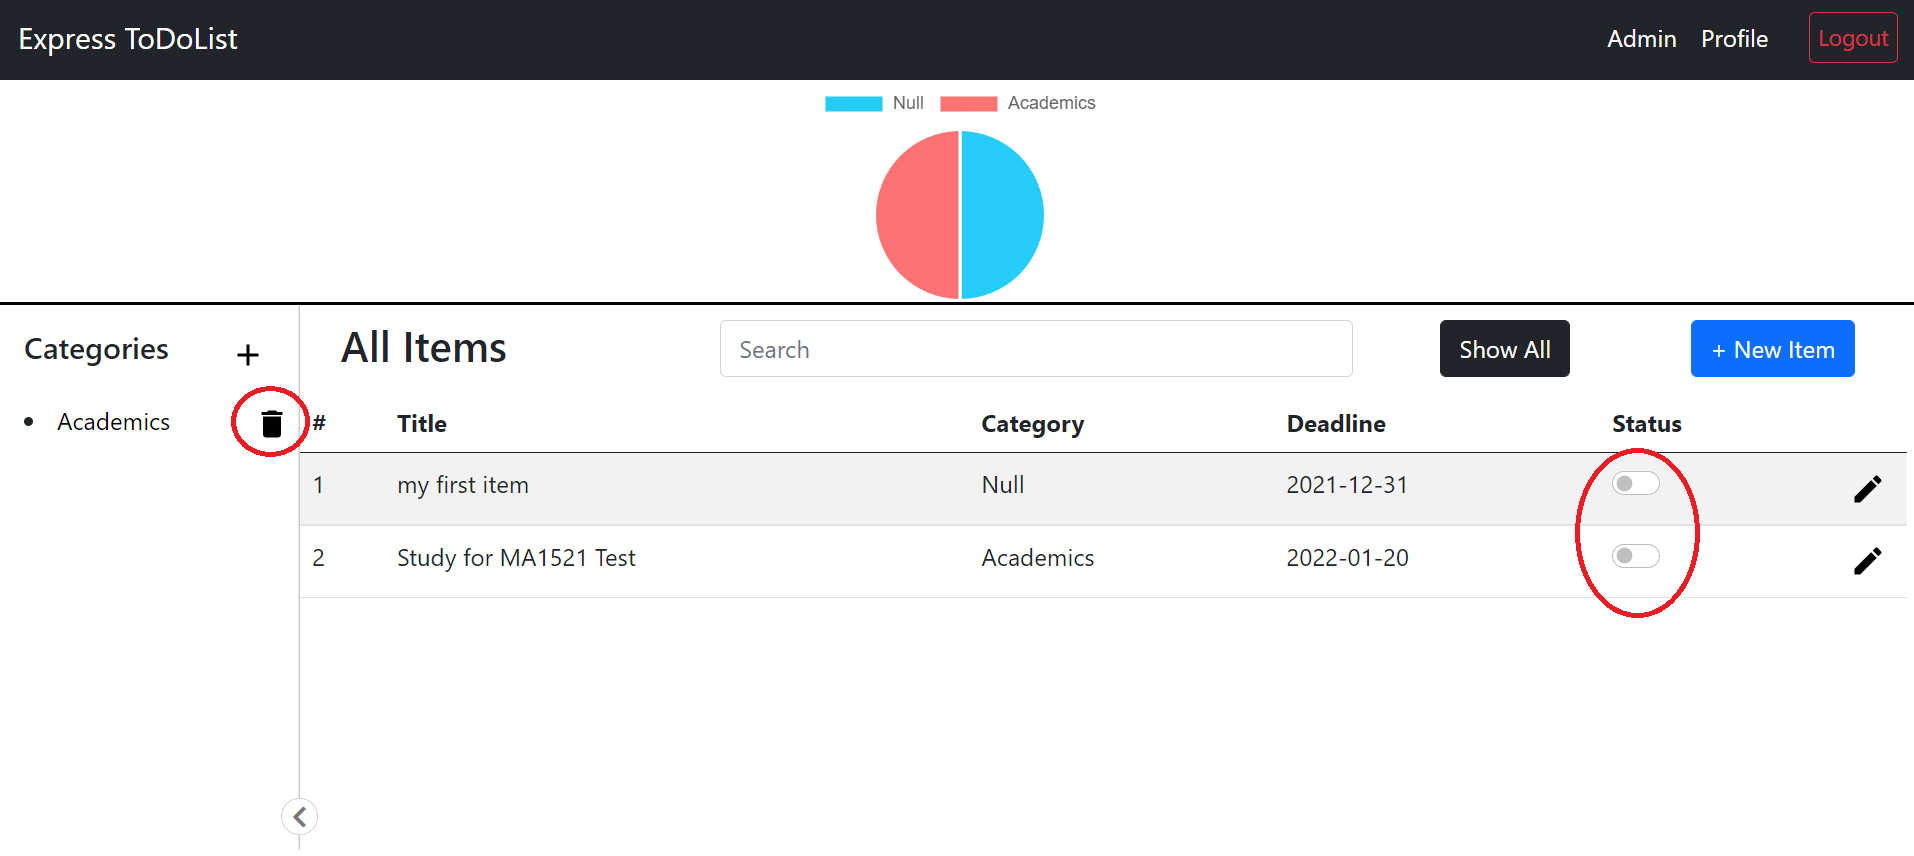 Express ToDoList Admin Profile Logout
Null Academics
Categories + All Items Search Show All + New Item
Academics # Title Category Deadline Status
1 my first item Null 2021-12-31
2 Study for MA1521 Test Academics 2022-01-20